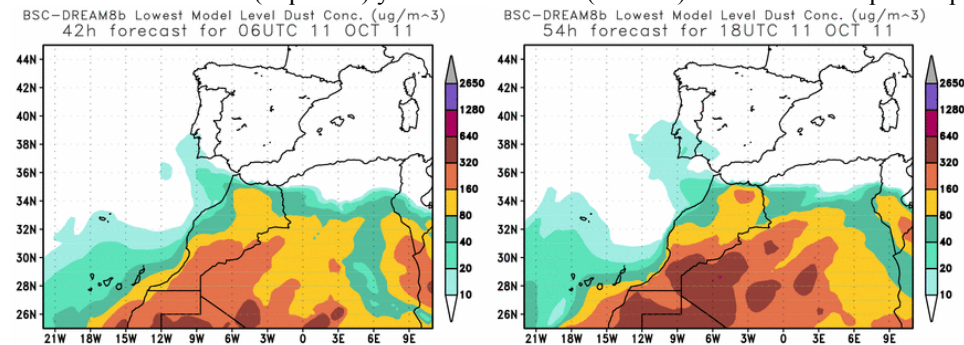 BSC-DREAM8b Lowest Model Level Dust Conc. (ug/m^3)
42h forecast for 06UTC 11 OCT 11
44N
42N
40N
38N
36N
34N
32N
30N
28N
26N
21W 18W 15W 12W 9W 6W 3W 0 3E 6E 9E
2650
1280
640
320
160
80
40
20
10
BSC-DREAM8b Lowest Model Level Dust Conc. (ug/m^3)
54h forecast for 18UTC 11 OCT 11
44N
42N
40N
38N
36N
34N
32N
30N
28N
26N
21W 18W 15W 12W 9W 6W 3W 0 3E 6E 9E
2650
1280
640
320
160
80
40
20
10